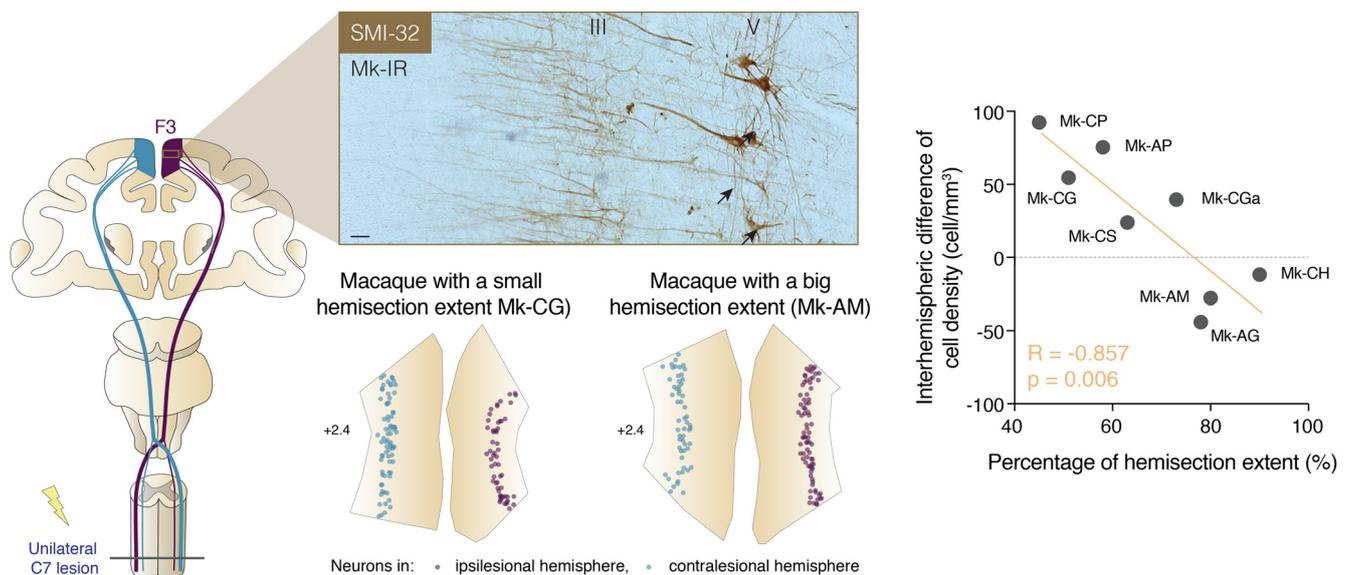 SMI-32
Mk-IR
III
V
F3
Unilateral
C7 lesion
Macaque with a small
hemisection extent Mk-CG)
Macaque with a big
hemisection extent (Mk-AM)
+2.4
+2.4
Neurons in: ipsilesional hemisphere, contralesional hemisphere
Interhemispheric difference of
cell density (cell/mm³)
100
50
0
-50
-100
Mk-CP
Mk-AP
Mk-CG
Mk-CGa
Mk-CS
Mk-CH
Mk-AM
Mk-AG
R = -0.857
p = 0.006
40 60 80 100
Percentage of hemisection extent (%)